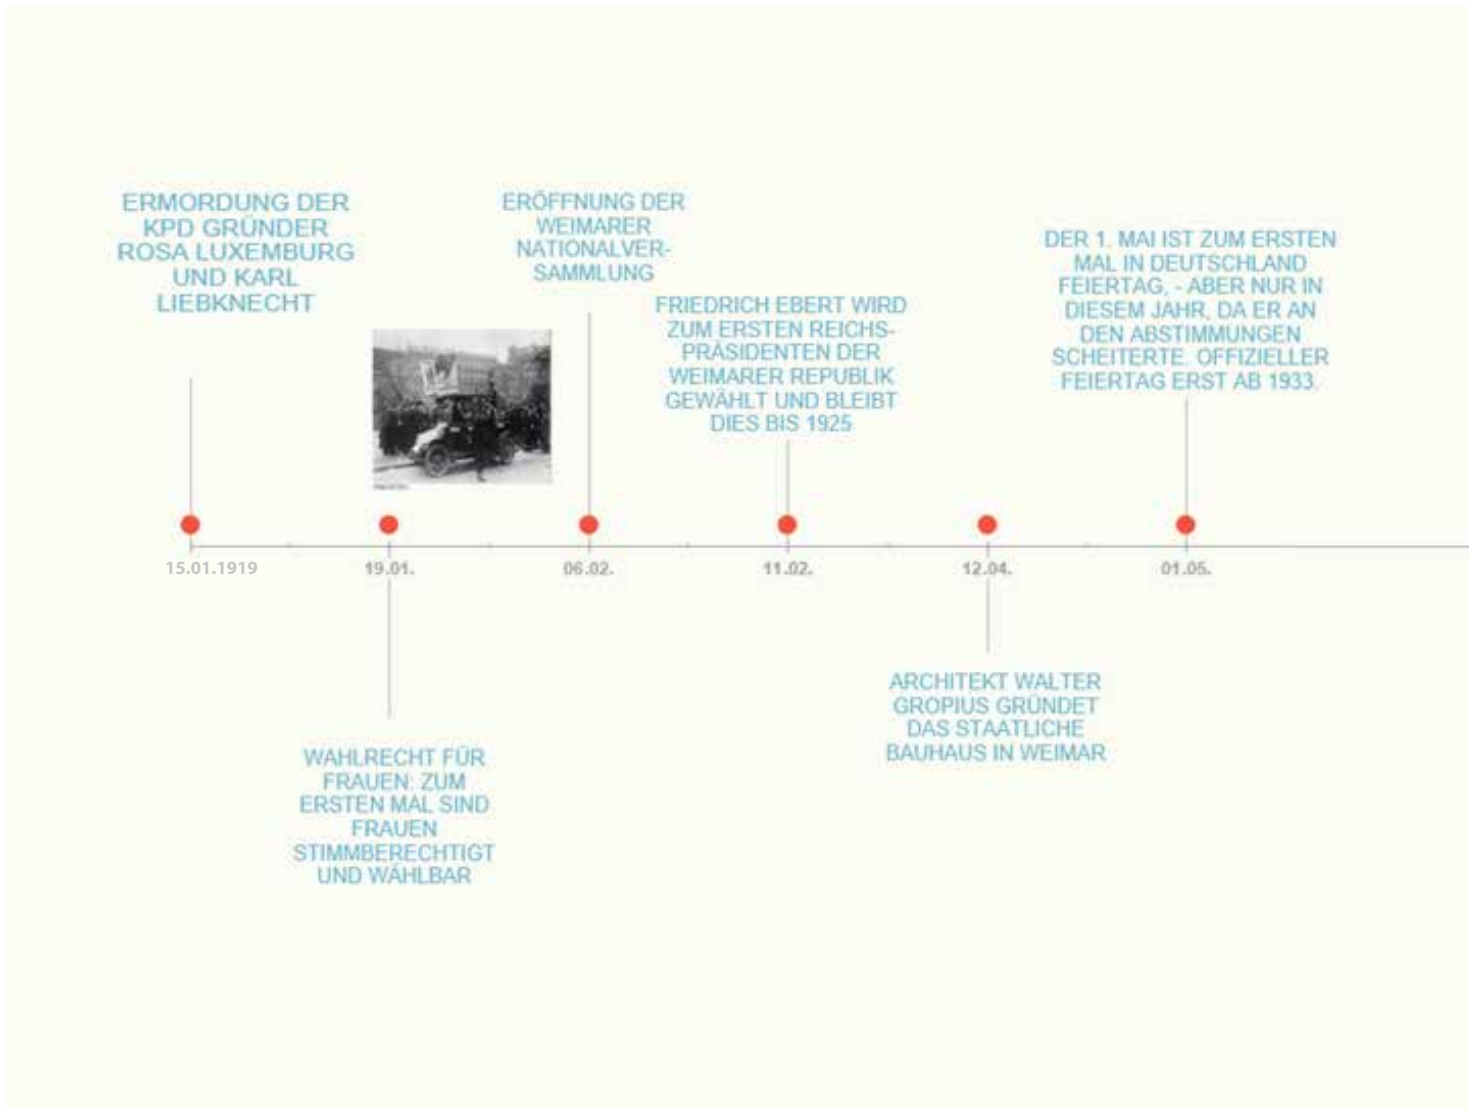 ERMORDUNG DER
KPD GRÜNDER
ROSA LUXEMBURG
UND KARL
LIEBKNECHT
ERÖFFNUNG DER
WEIMARER
NATIONALVER-
SAMMLUNG
FRIEDRICH EBERT WIRD
ZUM ERSTEN REICHS-
PRÄSIDENTEN DER
WEIMARER REPUBLIK
GEWÄHLT UND BLEIBT
DIES BIS 1925
DER 1. MAI IST ZUM ERSTEN
MAL IN DEUTSCHLAND
FEIERTAG, - ABER NUR IN
DIESEM JAHR, DA ER AN
DEN ABSTIMMUNGEN
SCHEITERTE. OFFIZIELLER
FEIERTAG ERST AB 1933.
15.01.1919
19.01.
06.02.
11.02.
12.04.
01.05.
WAHLRECHT FÜR
FRAUEN: ZUM
ERSTEN MAL SIND
FRAUEN
STIMMBERECHTIGT
UND WÄHLBAR
ARCHITEKT WALTER
GROPIUS GRÜNDET
DAS STAATLICHE
BAUHAUS IN WEIMAR